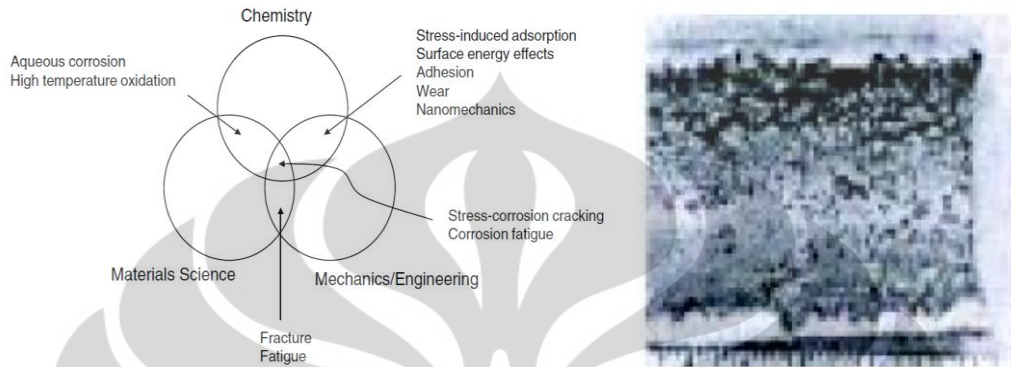 Chemistry
Aqueous corrosion
High temperature oxidation
Stress-induced adsorption
Surface energy effects
Adhesion
Wear
Nanomechanics
Stress-corrosion cracking
Corrosion fatigue
Materials Science
Mechanics/Engineering
Fracture
Fatigue